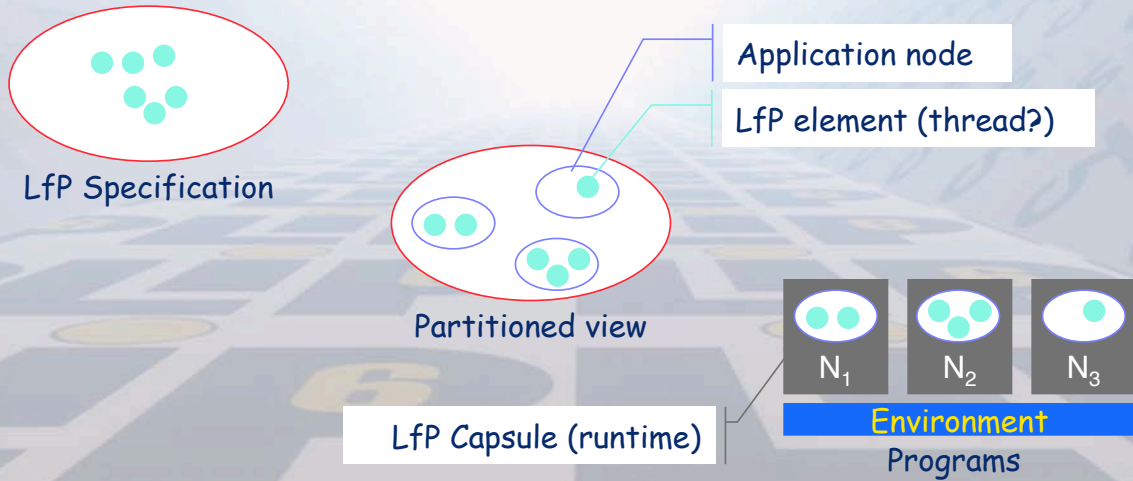 Application node
LfP element (thread?)
LfP Specification
Partitioned view
N1 N2 N3
LfP Capsule (runtime)
Environment
Programs